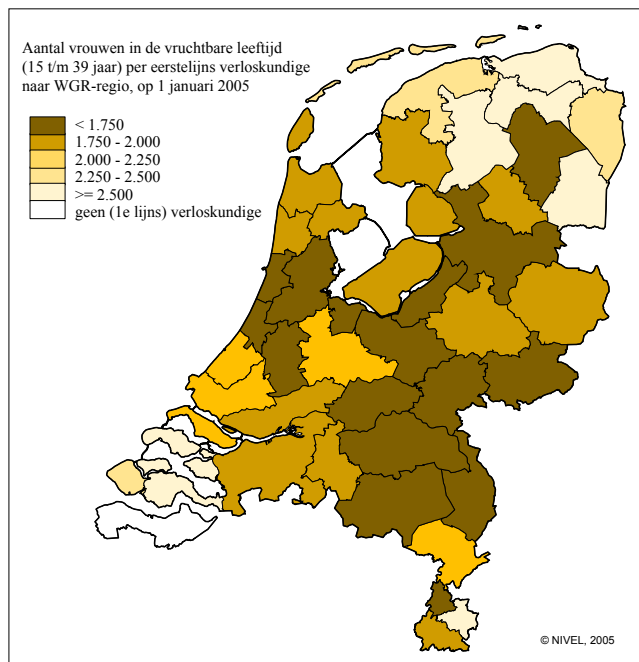 Aantal vrouwen in de vruchtbare leeftijd
(15 t/m 39 jaar) per eerstelijns verloskundige
naar WGR-regio, op 1 januari 2005
< 1.750
1.750 - 2.000
2.000 - 2.250
2.250 - 2.500
>= 2.500
geen (1e lijns) verloskundige
© NIVEL, 2005